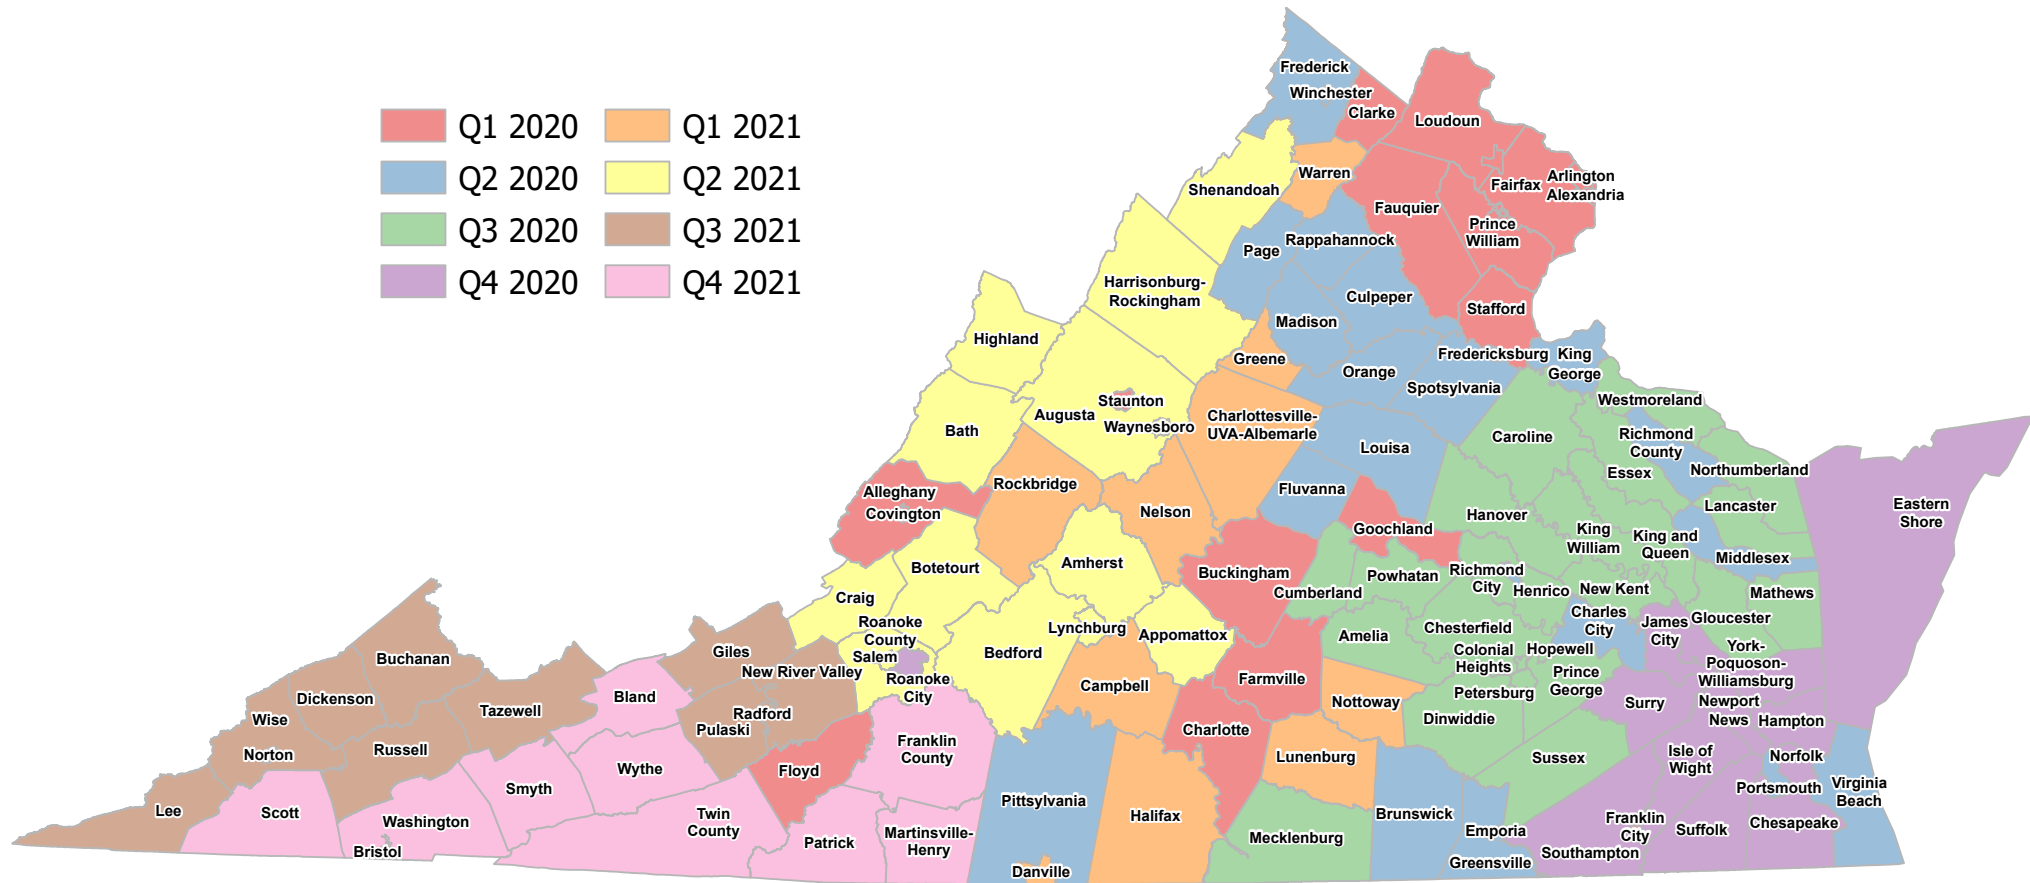 Q1 2020
Q1 2021
Q2 2020
Q2 2021
Q3 2020
Q3 2021
Q4 2020
Q4 2021
Frederick
Winchester
Clarke
Loudoun
Warren
Shenandoah
Fairfax
Arlington
Alexandria
Fauquier
Prince
William
Page
Rappahannock
Harrisonburg-
Rockingham
Culpeper
Stafford
Madison
Highland
Greene
Fredericksburg
King
George
Orange
Spotsylvania
Staunton
Augusta
Waynesboro
Charlottesville-
UVA-Albemarle
Westmoreland
Bath
Caroline
Richmond
County
Louisa
Essex
Northumberland
Alleghany
Covington
Rockbridge
Fluvanna
Nelson
Lancaster
Eastern
Shore
Goochland
Hanover
King
William
King and
Queen
Middlesex
Botetourt
Amherst
Buckingham
Cumberland
Powhatan
Richmond
City
Henrico
New Kent
Mathews
Craig
Roanoke
County
Lynchburg
Appomattox
Amelia
Chesterfield
Charles
City
James
City
Gloucester
Colonial
Heights
Hopewell
York-
Poquoson-
Williamsburg
Salem
Bedford
Giles
New River Valley
Buchanan
Roanoke
City
Campbell
Farmville
Prince
George
Petersburg
Dickenson
Bland
Nottoway
Dinwiddie
Surry
Newport
News
Hampton
Wise
Tazewell
Radford
Pulaski
Charlotte
Norton
Russell
Franklin
County
Lunenburg
Sussex
Isle of
Wight
Norfolk
Wythe
Floyd
Smyth
Portsmouth
Virginia
Beach
Lee
Scott
Washington
Twin
County
Pittsylvania
Halifax
Brunswick
Emporia
Franklin
City
Suffolk
Chesapeake
Bristol
Patrick
Martinsville-
Henry
Mecklenburg
Greensville
Southampton
Danville